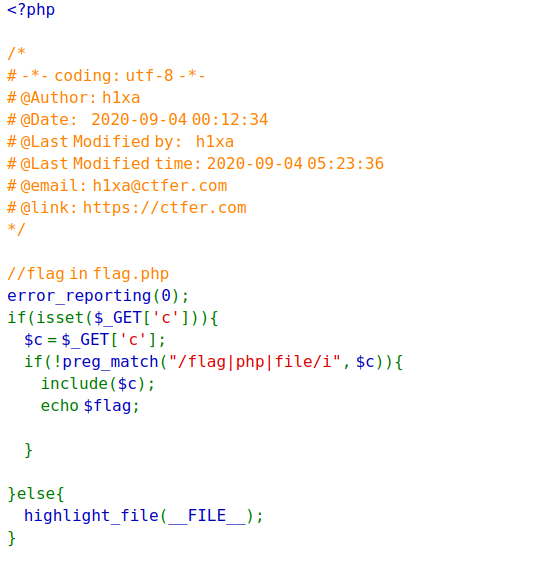 <?php

/*
# -*- coding: utf-8 -*-
# @Author: h1xa
# @Date:   2020-09-04 00:12:34
# @Last Modified by:   h1xa
# @Last Modified time: 2020-09-04 05:23:36
# @email: h1xa@ctfer.com
# @link: https://ctfer.com
*/

//flag in flag.php
error_reporting(0);
if(isset($_GET['c'])){
    $c = $_GET['c'];
    if(!preg_match("/flag|php|file/i", $c)){
        include($c);
        echo $flag;

    }

}else{
    highlight_file(__FILE__);
}